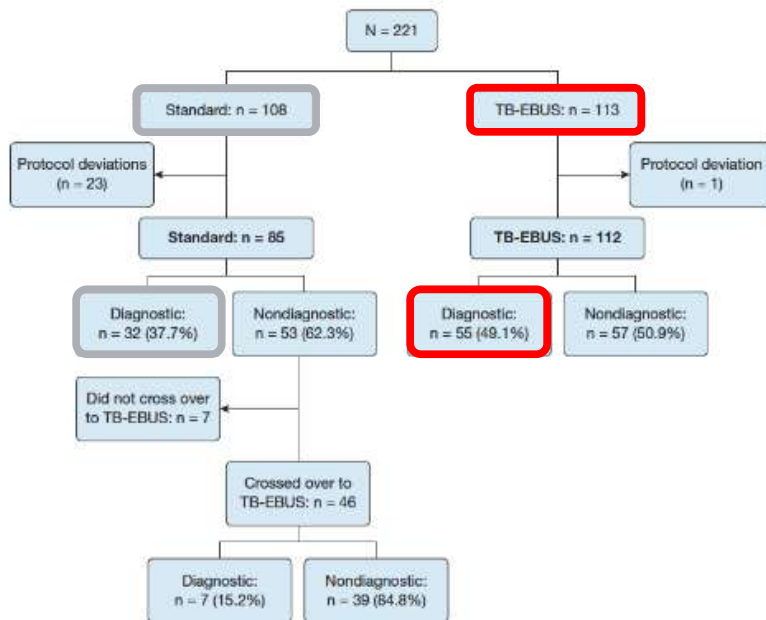 N = 221
Standard: n = 108
TB-EBUS: n = 113
Protocol deviations
(n = 23)
Protocol deviation
(n = 1)
Standard: n = 85
TB-EBUS: n = 112
Diagnostic:
n = 32 (37.7%)
Nondiagnostic:
n = 53 (62.3%)
Diagnostic:
n = 55 (49.1%)
Nondiagnostic:
n = 57 (50.9%)
Did not cross over
to TB-EBUS: n = 7
Crossed over to
TB-EBUS: n = 46
Diagnostic:
n = 7 (15.2%)
Nondiagnostic:
n = 39 (84.8%)